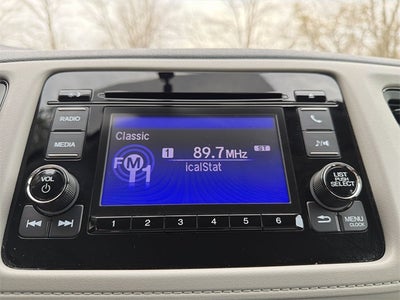 RADIO
MEDIA
VOL
Classic
FM
1
1 89.7MHz ST
icalStat
LIST
PUSH
SELECT
MENU
CLOCK
1 2 3 4 5 6